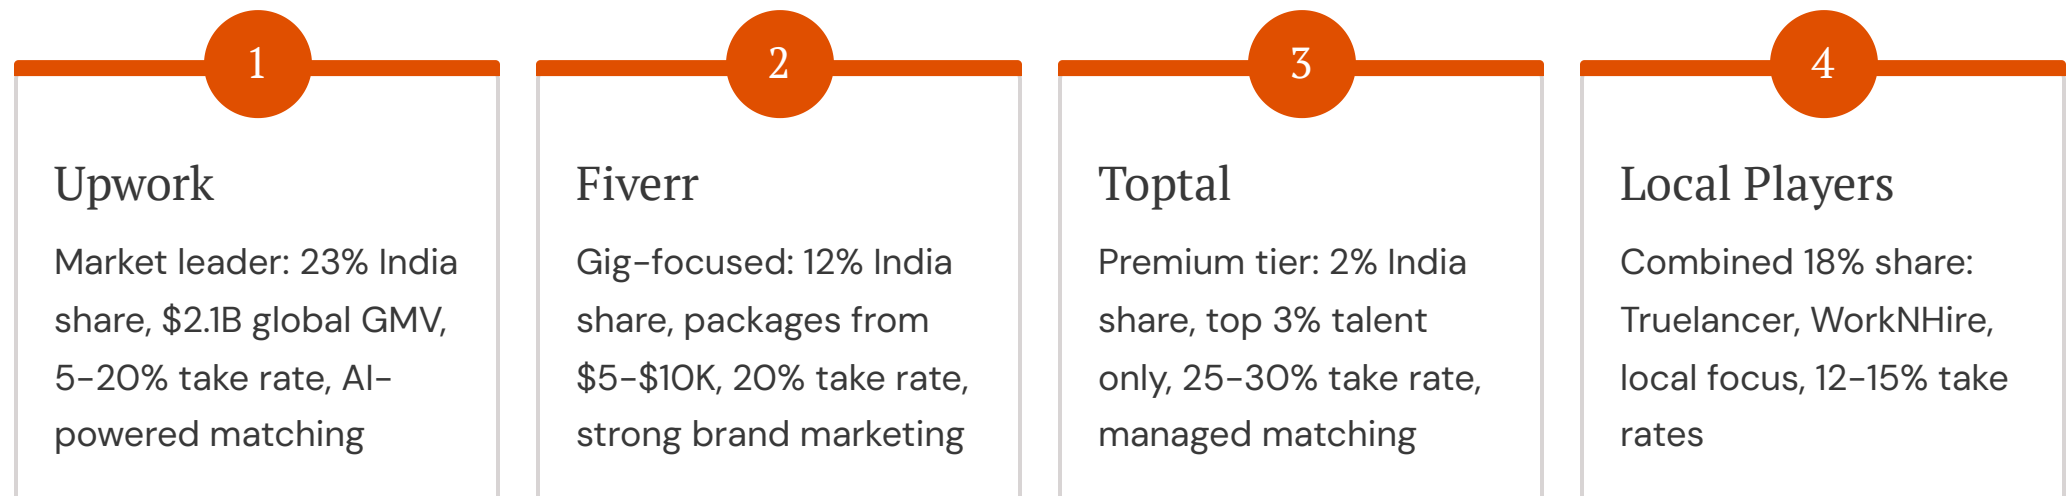 1
Upwork
Market leader: 23% India
share, $2.1B global GMV,
5-20% take rate, AI-
powered matching
2
Fiverr
Gig-focused: 12% India
share, packages from
$5-$10K, 20% take rate,
strong brand marketing
3
Toptal
Premium tier: 2% India
share, top 3% talent
only, 25-30% take rate,
managed matching
4
Local Players
Combined 18% share:
Truelancer, WorkNHire,
local focus, 12-15% take
rates